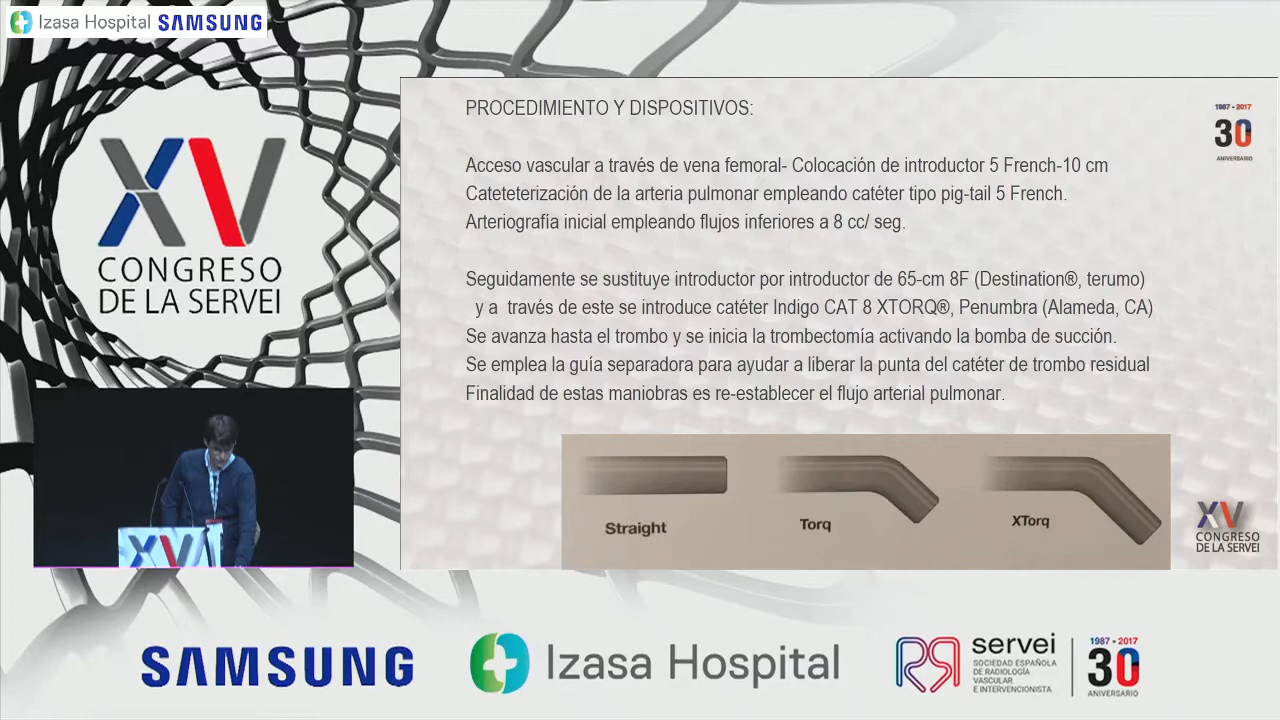 Izasa Hospital SAMSUNG
XV
CONGRESO
DE LA SERVEI
PROCEDIMIENTO Y DISPOSITIVOS:
1987 - 2017
30
ANIVERSARIO
Acceso vascular a través de vena femoral- Colocación de introductor 5 French-10 cm
Cateteterización de la arteria pulmonar empleando catéter tipo pig-tail 5 French.
Arteriografía inicial empleando flujos inferiores a 8 cc/ seg.
Seguidamente se sustituye introductor por introductor de 65-cm 8F (Destination®, terumo)
y a través de este se introduce catéter Indigo CAT 8 XTORQ®, Penumbra (Alameda, CA)
Se avanza hasta el trombo y se inicia la trombectomía activando la bomba de succión.
Se emplea la guía separadora para ayudar a liberar la punta del catéter de trombo residual
Finalidad de estas maniobras es re-establecer el flujo arterial pulmonar.
Straight
Torq
XTorq
XV
CONGRESO
DE LA SERVEI
XV
SAMSUNG
Izasa Hospital
servei
SOCIEDAD ESPAÑOLA
DE RADIOLOGÍA
VASCULAR
E INTERVENCIONISTA
1987 - 2017
30
ANIVERSARIO